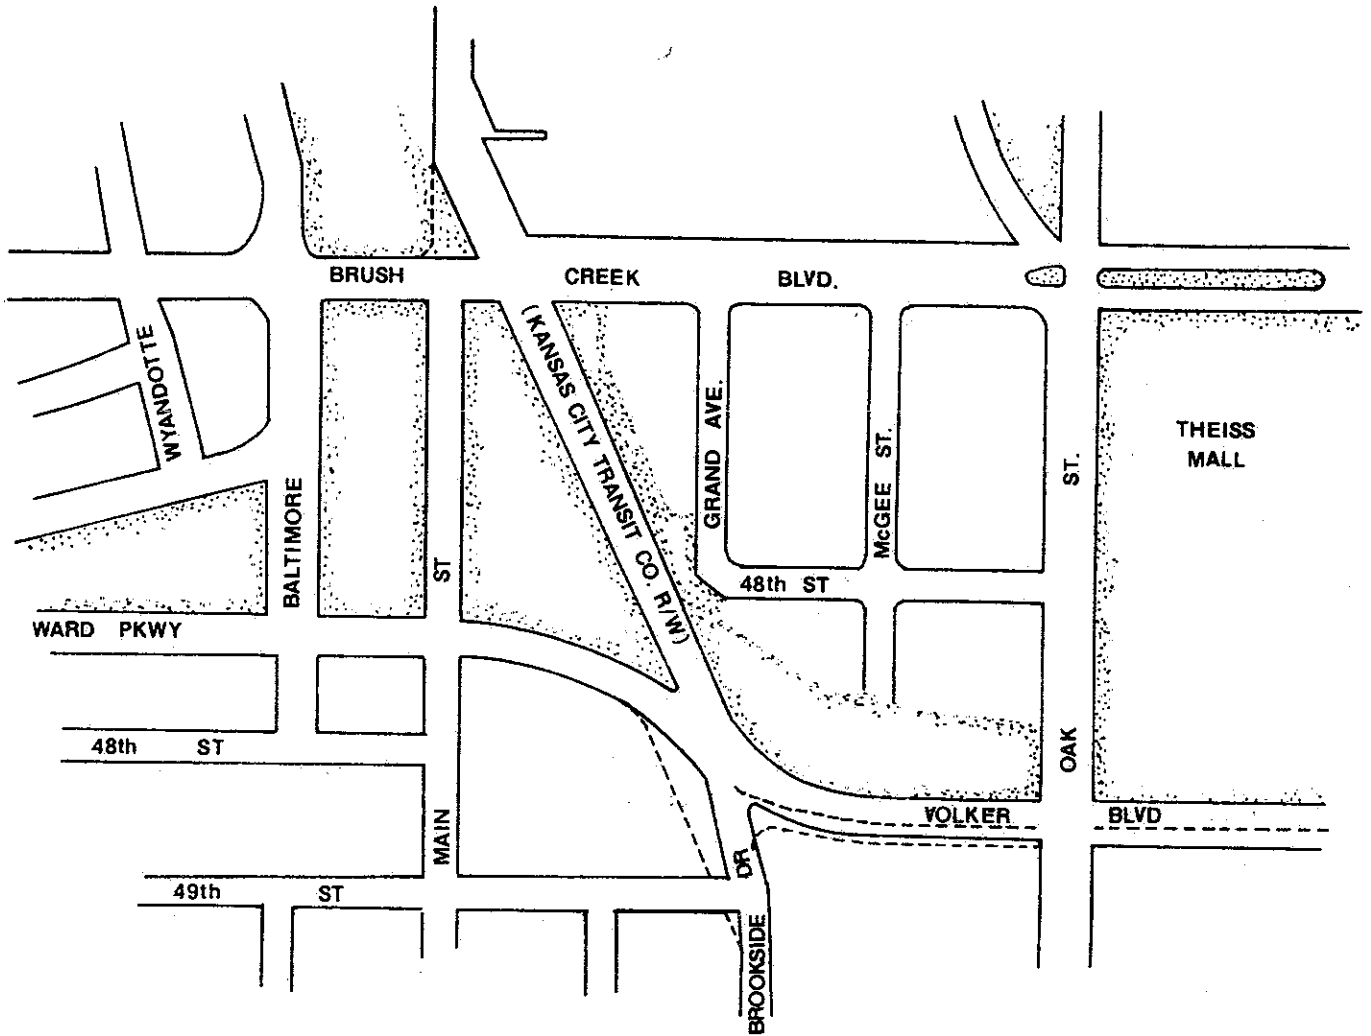 BRUSH CREEK BLVD.
WYANDOTTE
(KANSAS CITY TRANSIT CO. R/W)
GRAND AVE.
McGEE ST.
ST.
THEISS
MALL
BALTIMORE
ST
48th ST
WARD PKWY
48th ST
OAK
MAIN
VOLKER BLVD
DR
49th ST
BROOKSIDE